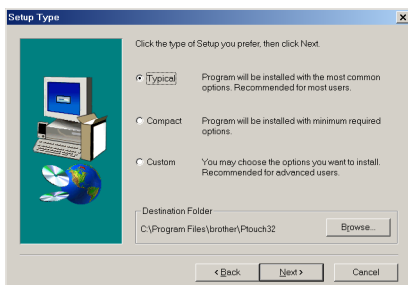 Setup Type
Click the type of Setup you prefer, then click Next.
Typical
Program will be installed with the most common
options. Recommended for most users.
Compact
Program will be installed with minimum required
options.
Custom
You may choose the options you want to install.
Recommended for advanced users.
Destination Folder
C:\Program Files\brother\Ptouch32
Browse...
< Back
Next >
Cancel